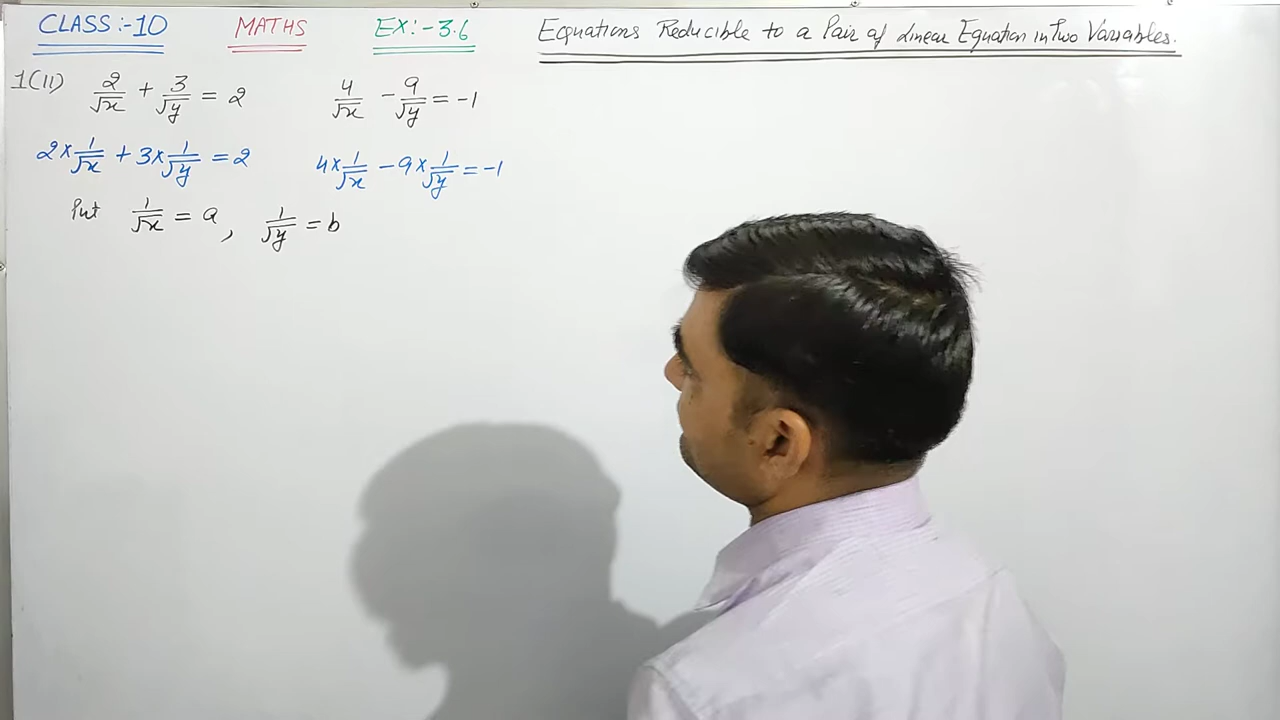 CLASS:-10 MATHS EX:-3.6 Equations Reducible to a Pair of Linear Equation in Two Variables.
1(II) 2/√x + 3/√y = 2 4/√x - 9/√y = -1
2×1/√x + 3×1/√y = 2 4×1/√x - 9×1/√y = -1
Put 1/√x = a, 1/√y = b